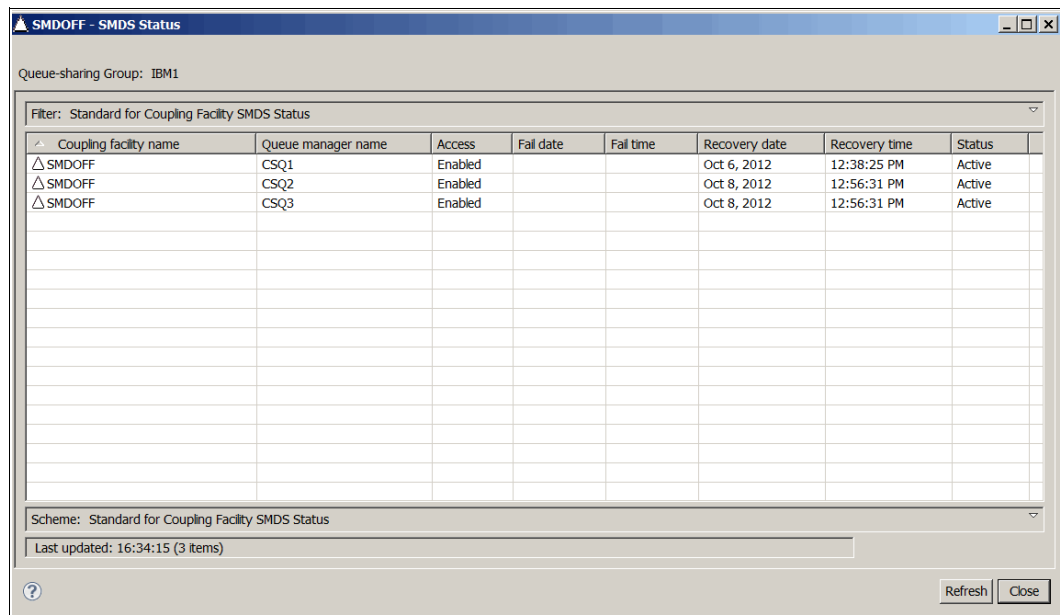 SMDOFF - SMDS Status
Queue-sharing Group: IBM1
Filter: Standard for Coupling Facility SMDS Status
Coupling facility name Queue manager name Access Fail date Fail time Recovery date Recovery time Status
SMDOFF CSQ1 Enabled Oct 6, 2012 12:38:25 PM Active
SMDOFF CSQ2 Enabled Oct 8, 2012 12:56:31 PM Active
SMDOFF CSQ3 Enabled Oct 8, 2012 12:56:31 PM Active
Scheme: Standard for Coupling Facility SMDS Status
Last updated: 16:34:15 (3 items)
? Refresh Close